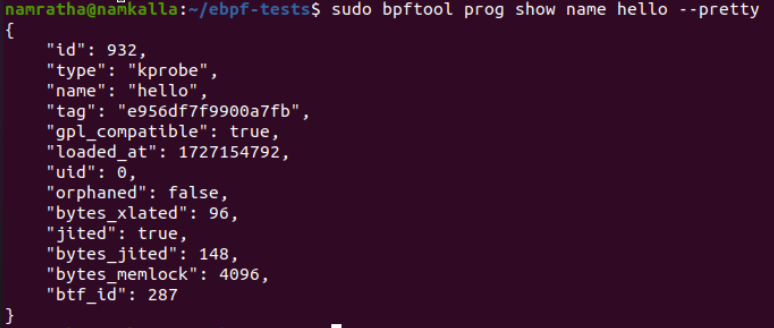 namratha@namkalla:~/ebpf-tests$ sudo bpftool prog show name hello --pretty
{
    "id": 932,
    "type": "kprobe",
    "name": "hello",
    "tag": "e956df7f9900a7fb",
    "gpl_compatible": true,
    "loaded_at": 1727154792,
    "uid": 0,
    "orphaned": false,
    "bytes_xlated": 96,
    "jited": true,
    "bytes_jited": 148,
    "bytes_memlock": 4096,
    "btf_id": 287
}